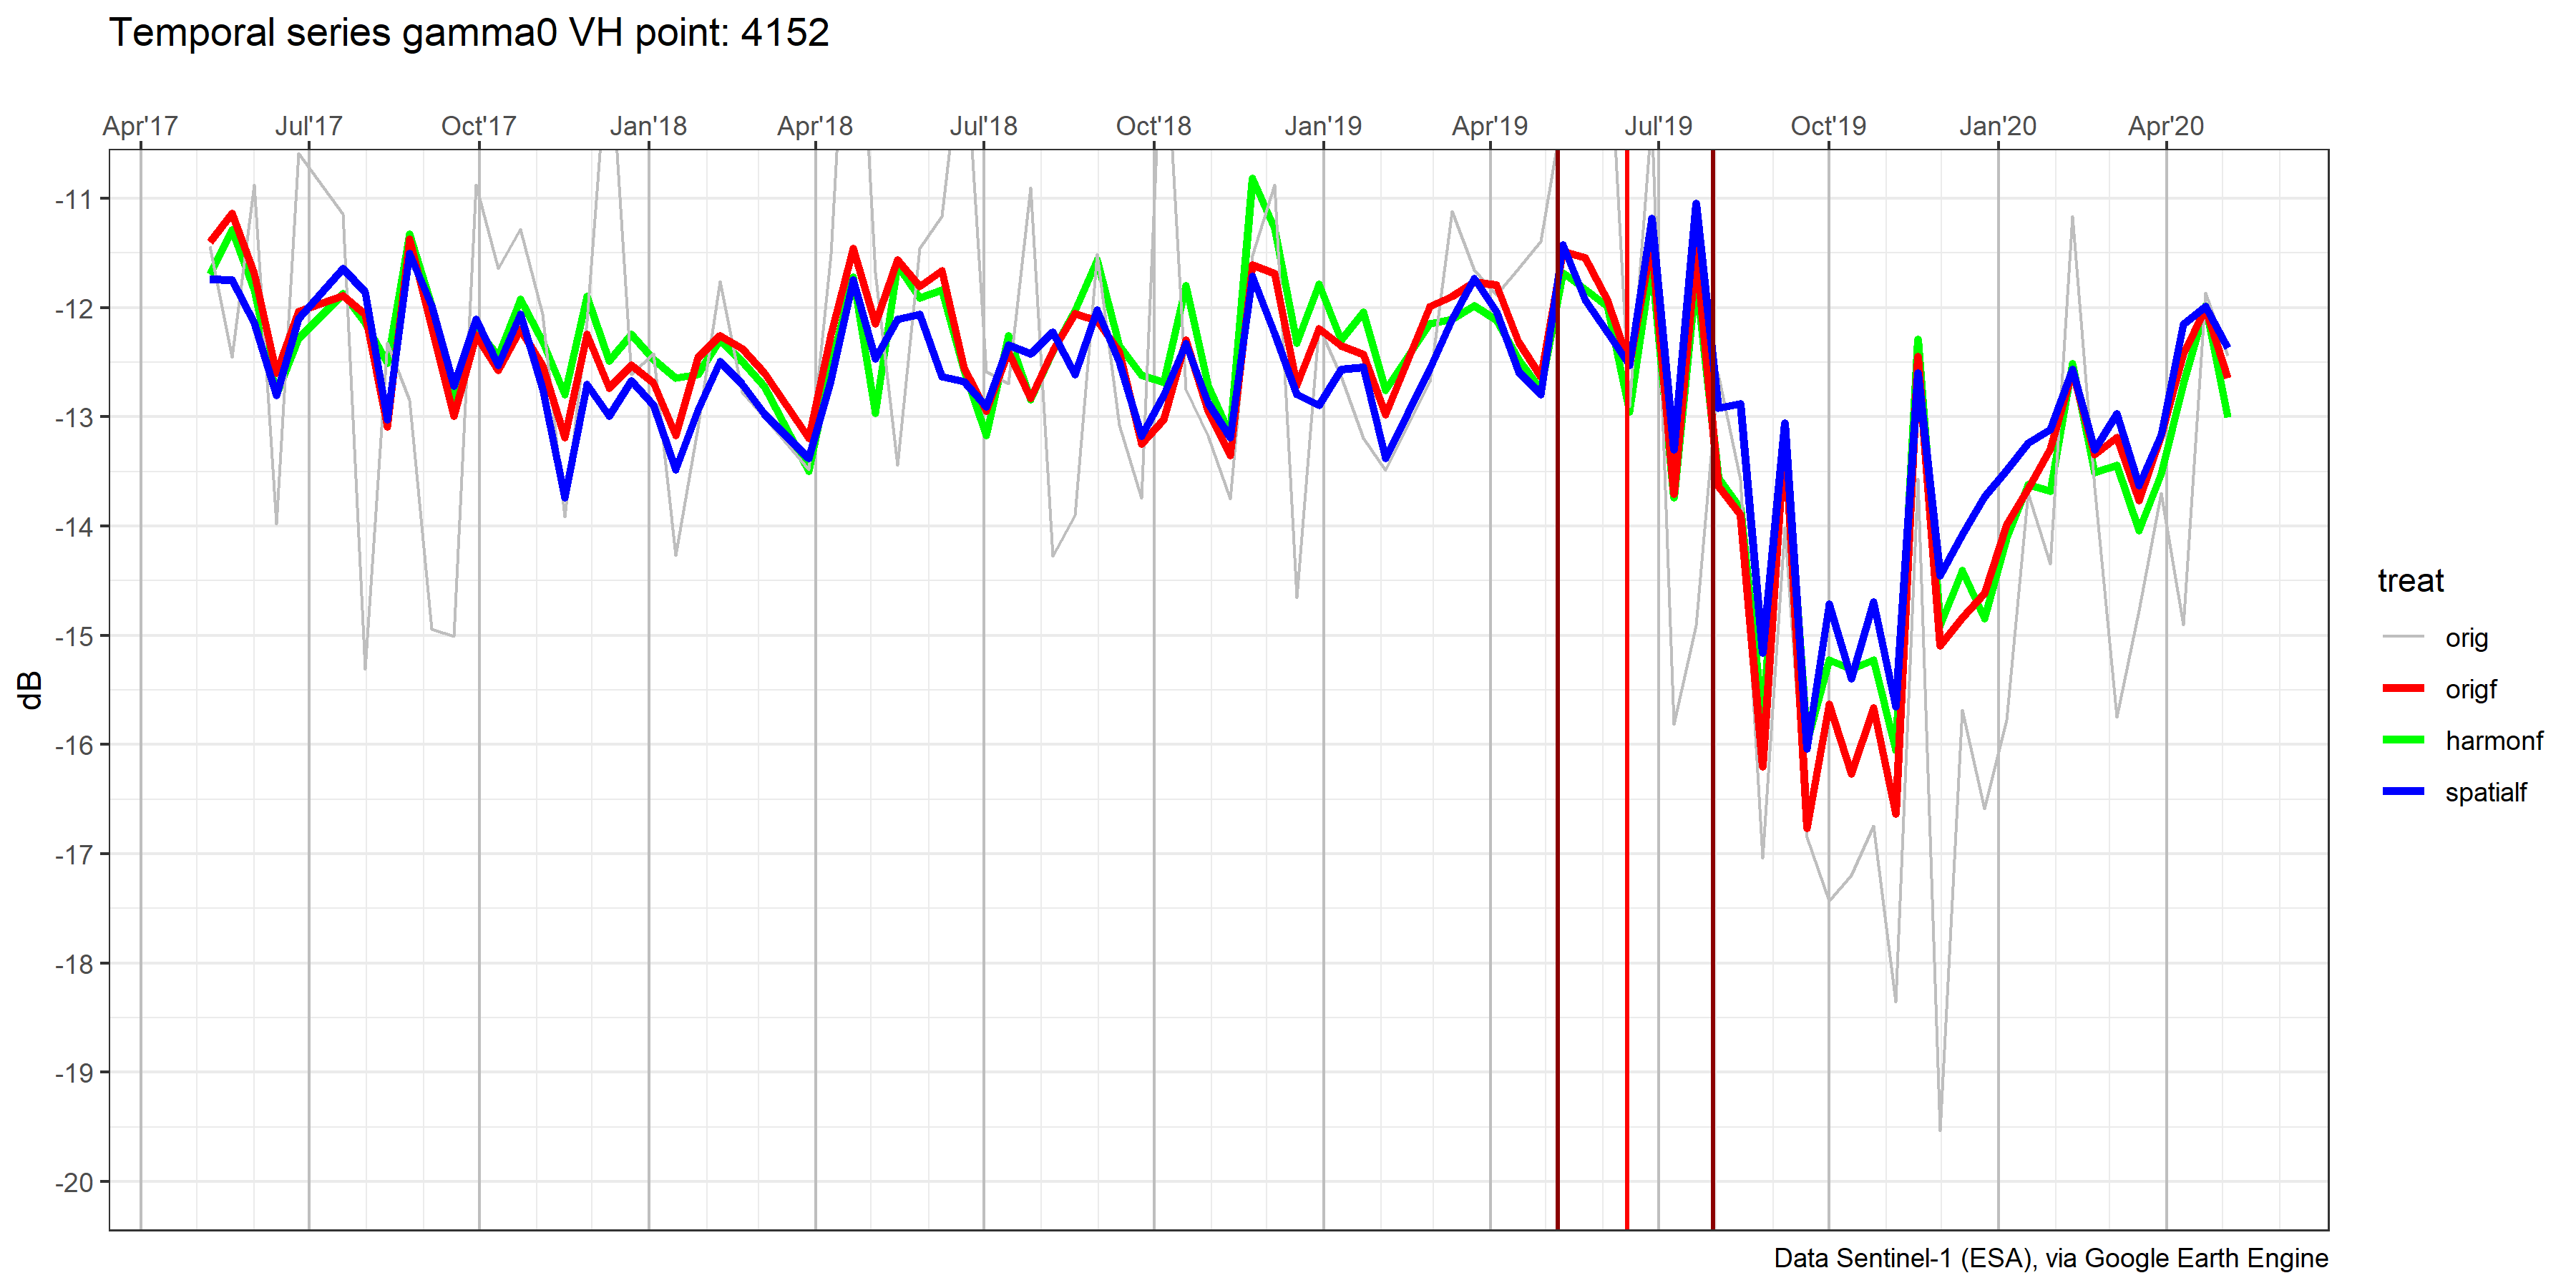 Temporal series gamma0 VH point: 4152
Apr'17 Jul'17 Oct'17 Jan'18 Apr'18 Jul'18 Oct'18 Jan'19 Apr'19 Jul'19 Oct'19 Jan'20 Apr'20
-11
-12
-13
-14
-15
-16
-17
-18
-19
-20
dB
treat
orig
origf
harmonf
spatialf
Data Sentinel-1 (ESA), via Google Earth Engine